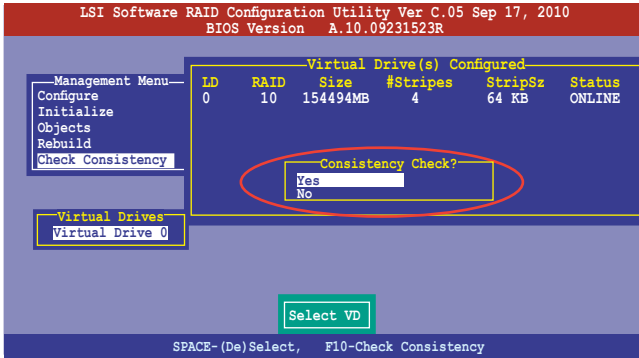 LSI Software RAID Configuration Utility Ver C.05 Sep 17, 2010
BIOS Version A.10.09231523R
Virtual Drive(s) Configured
LD RAID Size #Stripes StripSz Status
0 10 154494MB 4 64 KB ONLINE
Management Menu
Configure
Initialize
Objects
Rebuild
Check Consistency
Consistency Check?
Yes
No
Virtual Drives
Virtual Drive 0
Select VD
SPACE-(De)Select, F10-Check Consistency